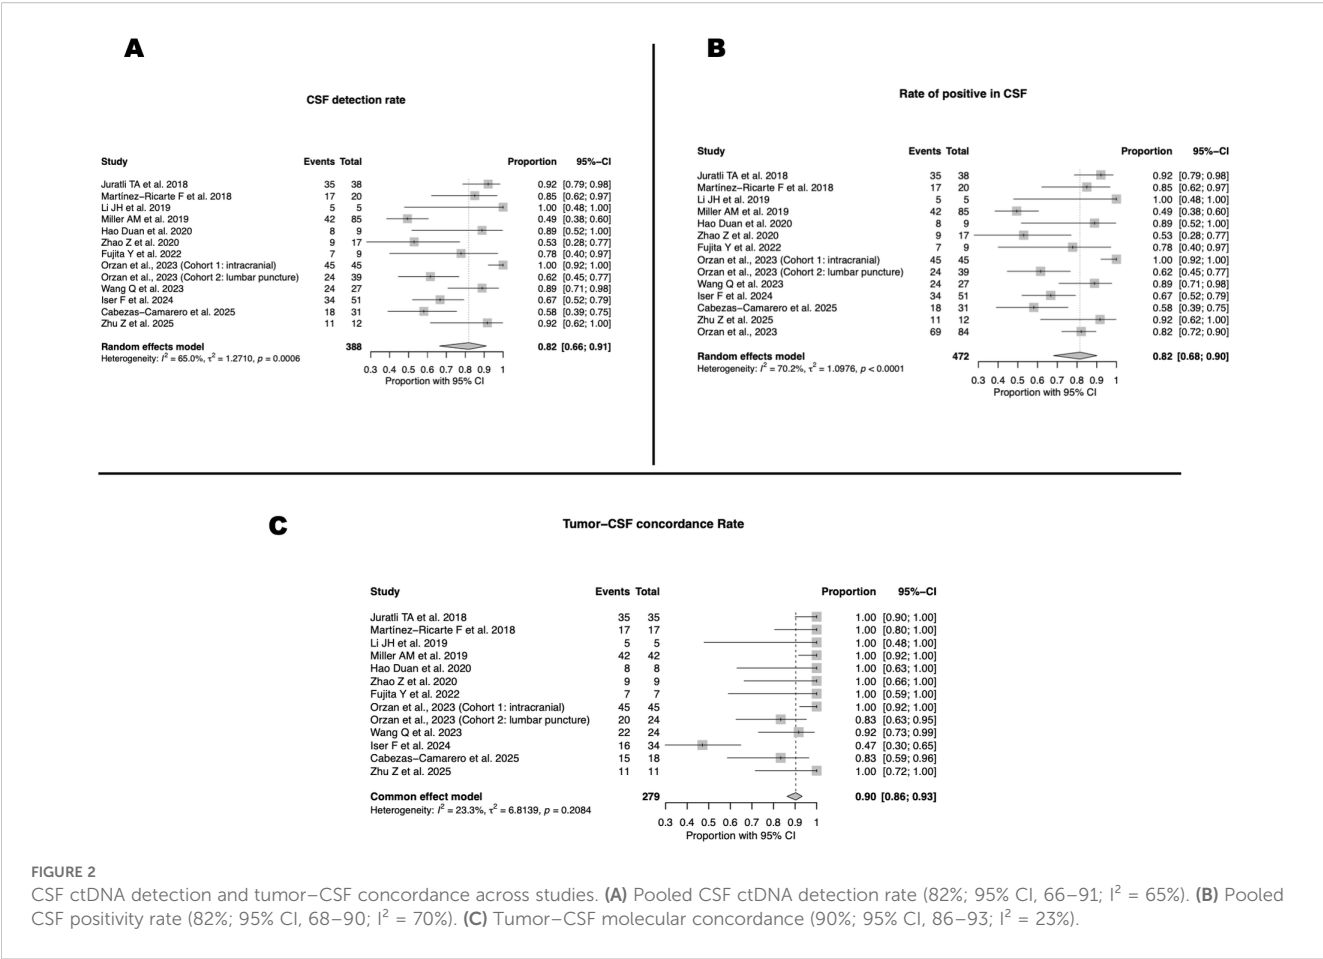 A
CSF detection rate
Study Events Total Proportion 95%–CI
Juratli TA et al. 2018 35 38 0.92 [0.79; 0.98]
Martínez–Ricarte F et al. 2018 17 20 0.85 [0.62; 0.97]
Li JH et al. 2019 5 5 1.00 [0.48; 1.00]
Miller AM et al. 2019 42 85 0.49 [0.38; 0.60]
Hao Duan et al. 2020 8 9 0.89 [0.52; 1.00]
Zhao Z et al. 2020 9 17 0.53 [0.28; 0.77]
Fujita Y et al. 2022 7 9 0.78 [0.40; 0.97]
Orzan et al., 2023 (Cohort 1: intracranial) 45 45 1.00 [0.92; 1.00]
Orzan et al., 2023 (Cohort 2: lumbar puncture) 24 39 0.62 [0.45; 0.77]
Wang Q et al. 2023 24 27 0.89 [0.71; 0.98]
Iser F et al. 2024 34 51 0.67 [0.52; 0.79]
Cabezas–Camarero et al. 2025 18 31 0.58 [0.39; 0.75]
Zhu Z et al. 2025 11 12 0.92 [0.62; 1.00]
Random effects model 388 0.82 [0.66; 0.91]
Heterogeneity: I² = 65.0%, τ² = 1.2710, p = 0.0006
0.3 0.4 0.5 0.6 0.7 0.8 0.9 1
Proportion with 95% CI
B
Rate of positive in CSF
Study Events Total Proportion 95%–CI
Juratli TA et al. 2018 35 38 0.92 [0.79; 0.98]
Martínez–Ricarte F et al. 2018 17 20 0.85 [0.62; 0.97]
Li JH et al. 2019 5 5 1.00 [0.48; 1.00]
Miller AM et al. 2019 42 85 0.49 [0.38; 0.60]
Hao Duan et al. 2020 8 9 0.89 [0.52; 1.00]
Zhao Z et al. 2020 9 17 0.53 [0.28; 0.77]
Fujita Y et al. 2022 7 9 0.78 [0.40; 0.97]
Orzan et al., 2023 (Cohort 1: intracranial) 45 45 1.00 [0.92; 1.00]
Orzan et al., 2023 (Cohort 2: lumbar puncture) 24 39 0.62 [0.45; 0.77]
Wang Q et al. 2023 24 27 0.89 [0.71; 0.98]
Iser F et al. 2024 34 51 0.67 [0.52; 0.79]
Cabezas–Camarero et al. 2025 18 31 0.58 [0.39; 0.75]
Zhu Z et al. 2025 11 12 0.92 [0.62; 1.00]
Orzan et al., 2023 69 84 0.82 [0.72; 0.90]
Random effects model 472 0.82 [0.68; 0.90]
Heterogeneity: I² = 70.2%, τ² = 1.0976, p < 0.0001
0.3 0.4 0.5 0.6 0.7 0.8 0.9 1
Proportion with 95% CI
C
Tumor–CSF concordance Rate
Study Events Total Proportion 95%–CI
Juratli TA et al. 2018 35 35 1.00 [0.90; 1.00]
Martínez–Ricarte F et al. 2018 17 17 1.00 [0.80; 1.00]
Li JH et al. 2019 5 5 1.00 [0.48; 1.00]
Miller AM et al. 2019 42 42 1.00 [0.92; 1.00]
Hao Duan et al. 2020 8 8 1.00 [0.63; 1.00]
Zhao Z et al. 2020 9 9 1.00 [0.66; 1.00]
Fujita Y et al. 2022 7 7 1.00 [0.59; 1.00]
Orzan et al., 2023 (Cohort 1: intracranial) 45 45 1.00 [0.92; 1.00]
Orzan et al., 2023 (Cohort 2: lumbar puncture) 20 24 0.83 [0.63; 0.95]
Wang Q et al. 2023 22 24 0.92 [0.73; 0.99]
Iser F et al. 2024 16 34 0.47 [0.30; 0.65]
Cabezas–Camarero et al. 2025 15 18 0.83 [0.59; 0.96]
Zhu Z et al. 2025 11 11 1.00 [0.72; 1.00]
Common effect model 279 0.90 [0.86; 0.93]
Heterogeneity: I² = 23.3%, τ² = 6.8139, p = 0.2084
0.3 0.4 0.5 0.6 0.7 0.8 0.9 1
Proportion with 95% CI
FIGURE 2
CSF ctDNA detection and tumor–CSF concordance across studies. (A) Pooled CSF ctDNA detection rate (82%; 95% CI, 66–91; I² = 65%). (B) Pooled
CSF positivity rate (82%; 95% CI, 68–90; I² = 70%). (C) Tumor–CSF molecular concordance (90%; 95% CI, 86–93; I² = 23%).